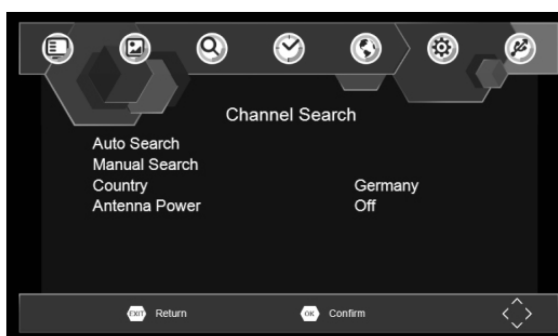 Channel Search
Auto Search
Manual Search
Country Germany
Antenna Power Off
EXIT Return OK Confirm